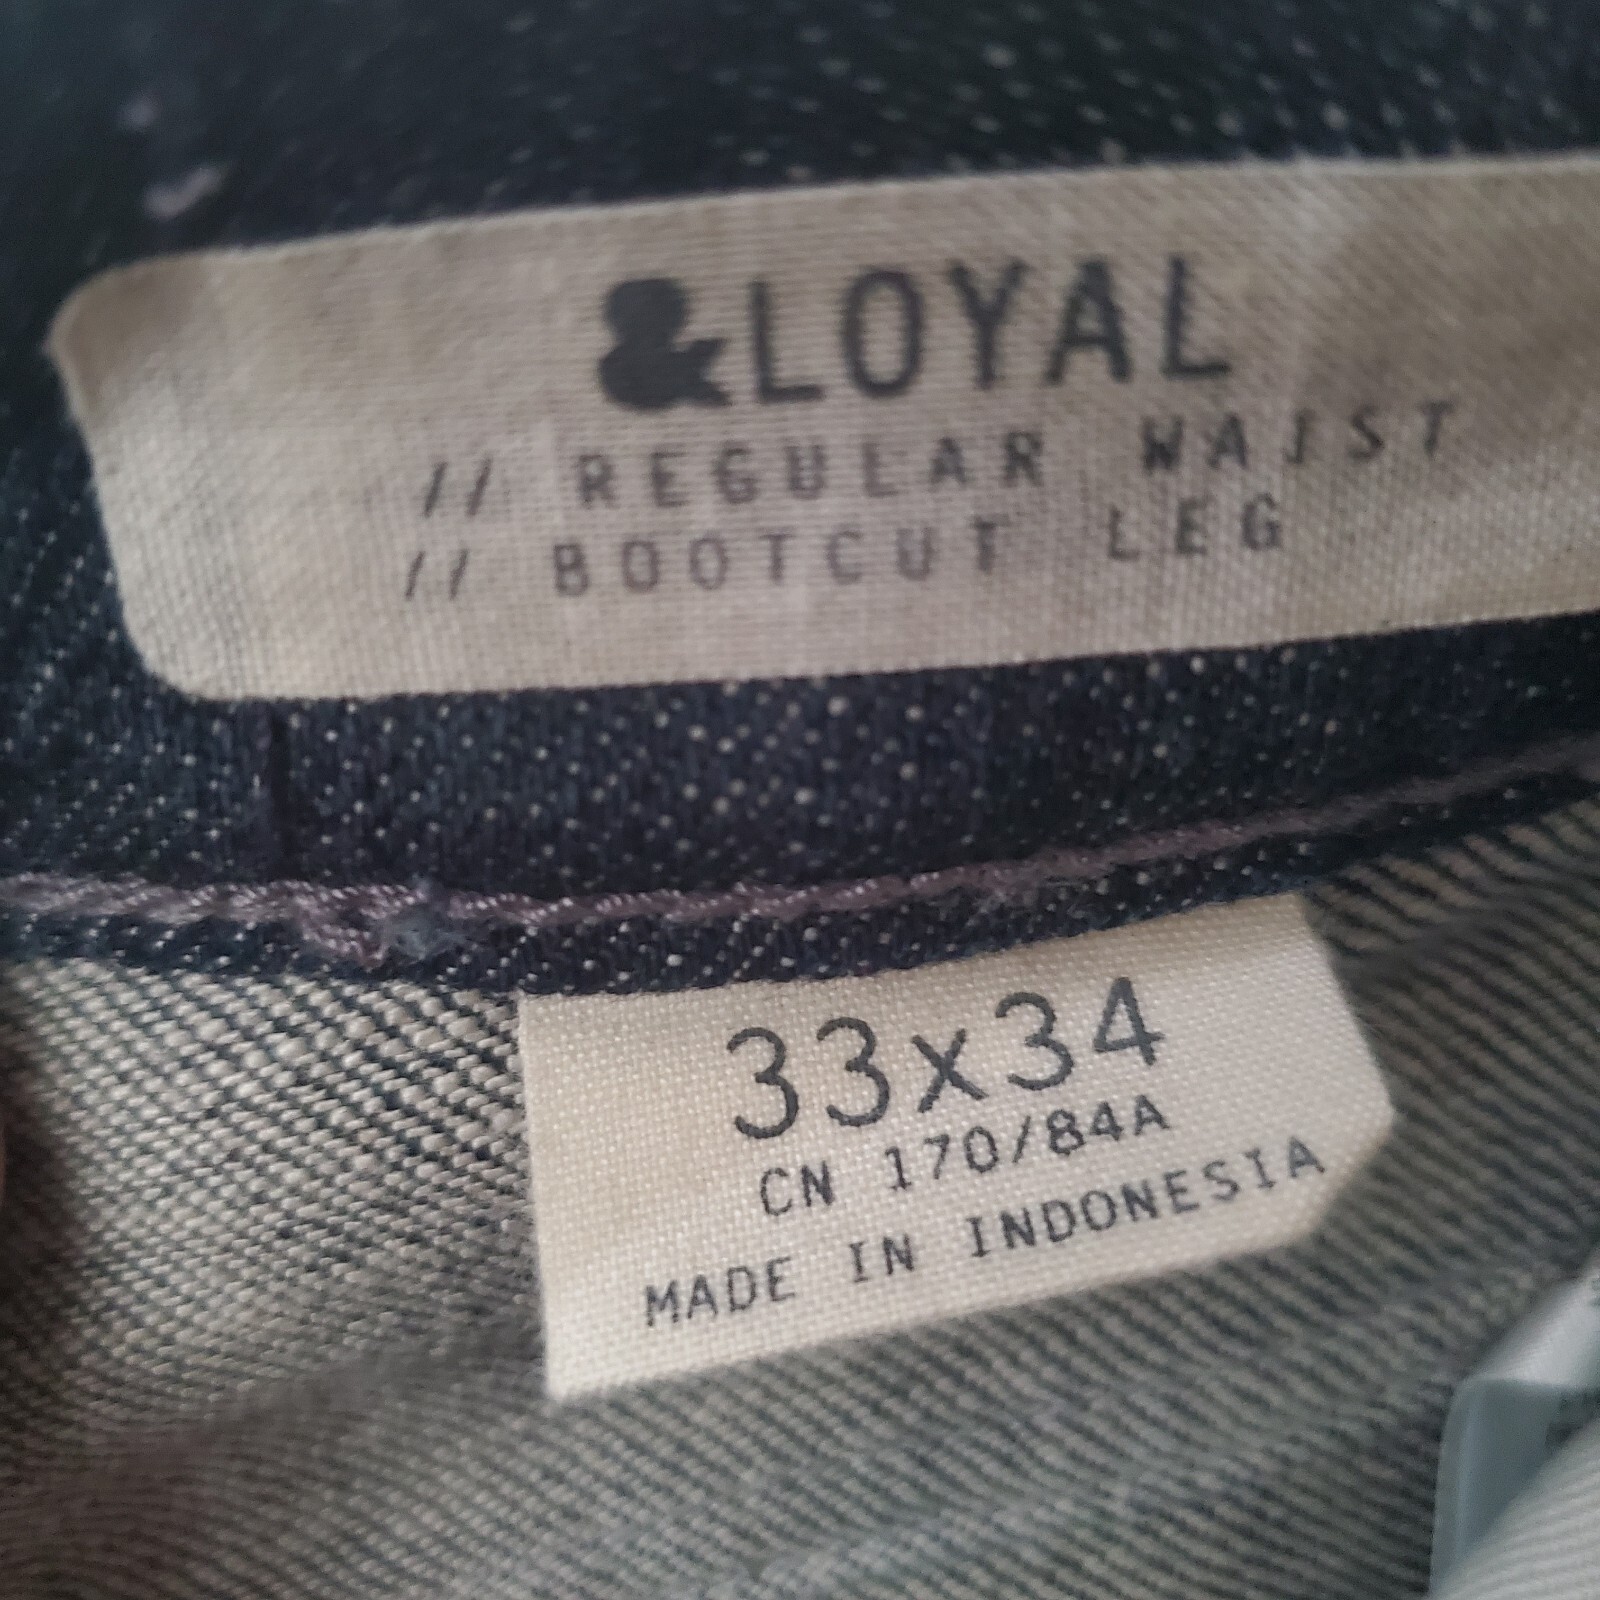 &LOYAL
// REGULAR WAIST
// BOOTCUT LEG
33x34
CN 170/84A
MADE IN INDONESIA